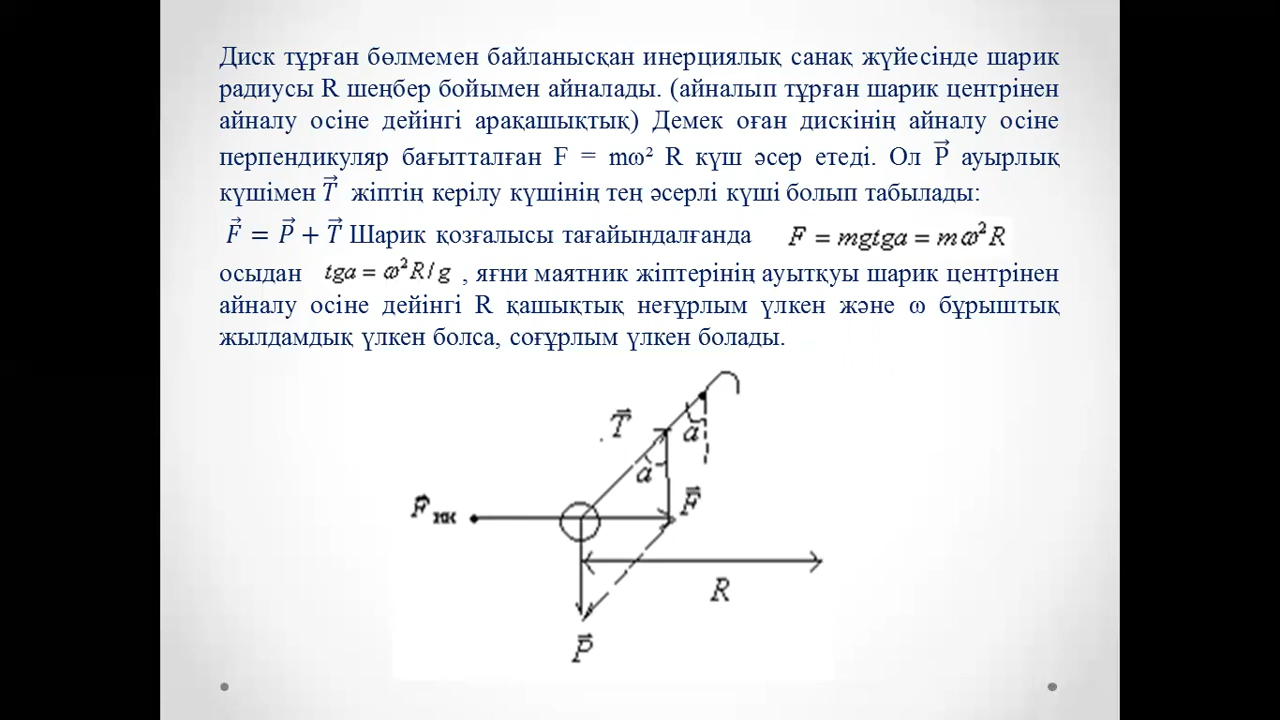 Диск тұрған бөлмемен байланысқан инерциялық санақ жүйесінде шарик
радиусы R шеңбер бойымен айналады. (айналып тұрған шарик центрінен
айналу осіне дейінгі арақашықтық) Демек оған дискінің айналу осіне
перпендикуляр бағытталған F = mω² R күш әсер етеді. Ол P⃗ ауырлық
күшімен T⃗ жіптің керілу күшінің тең әсерлі күші болып табылады:
F⃗ = P⃗ + T⃗ Шарик қозғалысы тағайындалғанда F = mgtga = mω²R
осыдан tga = ω²R/g , яғни маятник жіптерінің ауытқуы шарик центрінен
айналу осіне дейінгі R қашықтық неғұрлым үлкен және ω бұрыштық
жылдамдық үлкен болса, соғұрлым үлкен болады.
T⃗
a
a
F⃗ ик
F⃗
R
P⃗